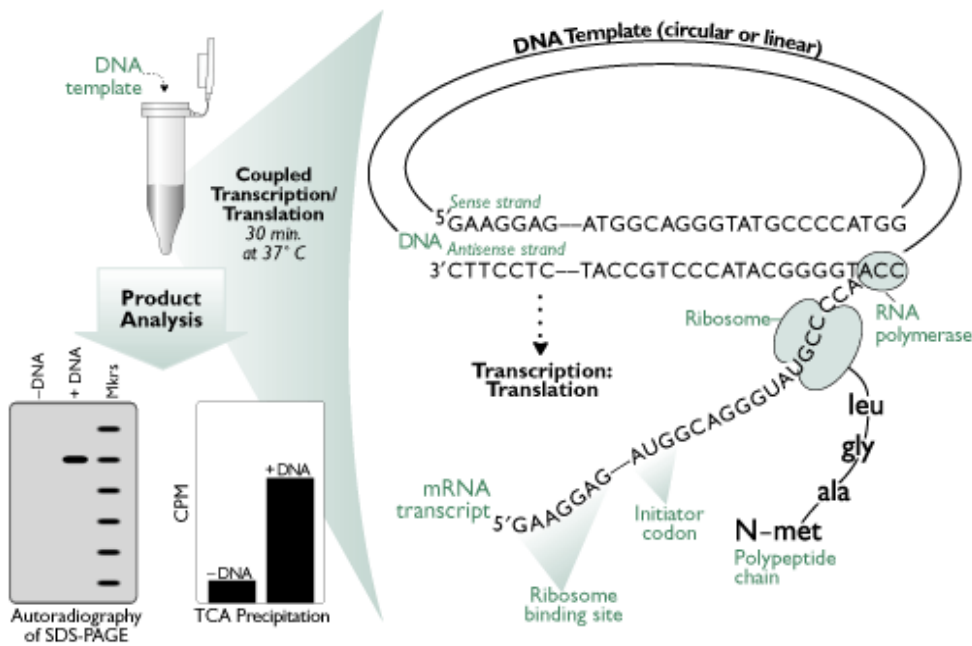 DNA
template
Coupled
Transcription/
Translation
30 min.
at 37° C
Product
Analysis
–DNA
+ DNA
Mkrs
Autoradiography
of SDS-PAGE
CPM
–DNA
+DNA
TCA Precipitation
DNA Template (circular or linear)
Sense strand
5′GAAGGAG—ATGGCAGGGTATGCCCCATGG
DNA
Antisense strand
3′CTTCCTC––TACCGTCCCATACGGGGTACC
RNA
polymerase
Ribosome
Transcription:
Translation
mRNA
transcript
5′GAAGGAG—AUGGCAGGGUAUGCC CCA
Initiator
codon
Ribosome
binding site
leu
gly
ala
N–met
Polypeptide
chain